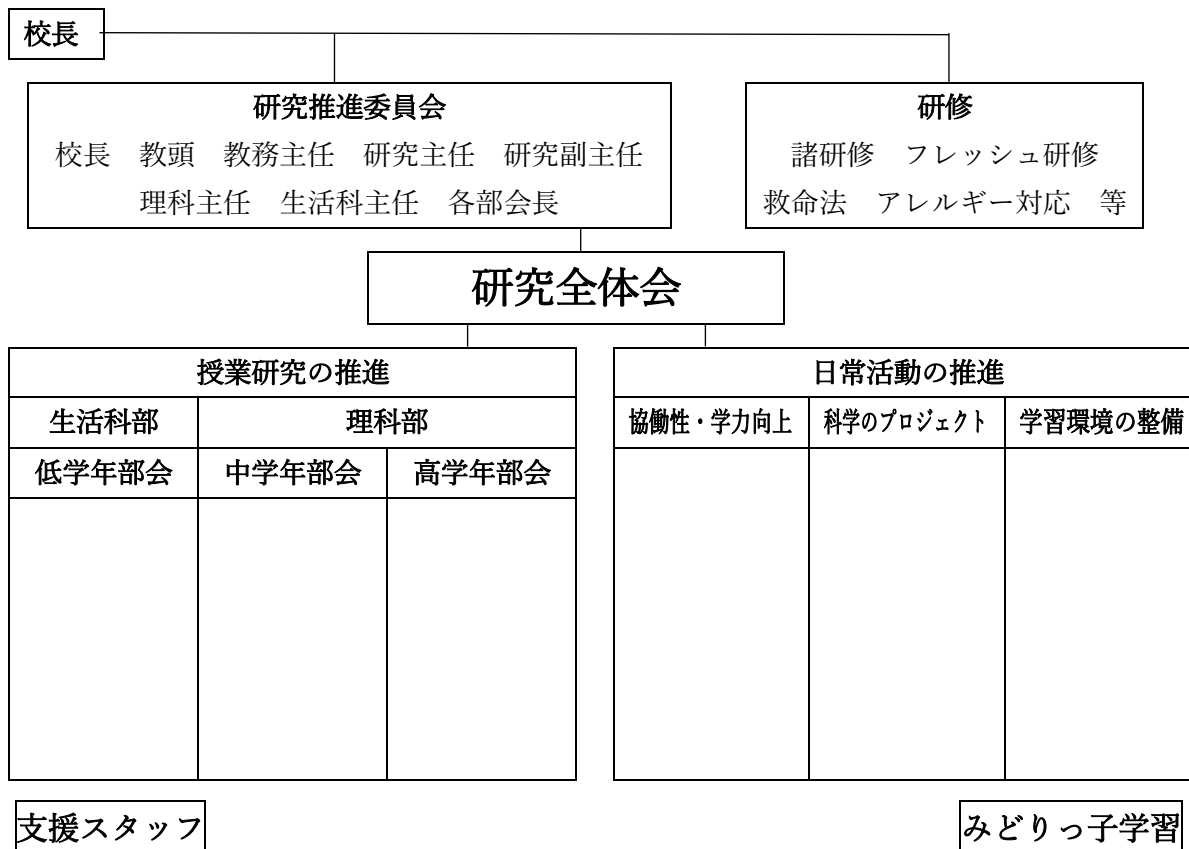 校長
研究推進委員会
校長　教頭　教務主任　研究主任　研究副主任
理科主任　生活科主任　各部会長
研修
諸研修　フレッシュ研修
救命法　アレルギー対応　等
研究全体会
授業研究の推進
生活科部　理科部
低学年部会　中学年部会　高学年部会
日常活動の推進
協働性・学力向上　科学のプロジェクト　学習環境の整備
支援スタッフ
みどりっ子学習